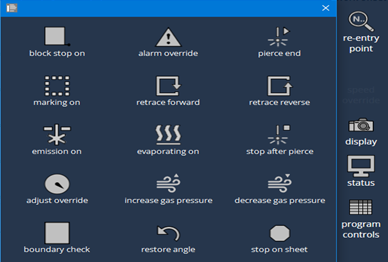 block stop on
alarm override
pierce end
marking on
retrace forward
retrace reverse
emission on
evaporating on
stop after pierce
adjust override
increase gas pressure
decrease gas pressure
boundary check
restore angle
stop on sheet
N..
re-entry
point
display
status
program
controls